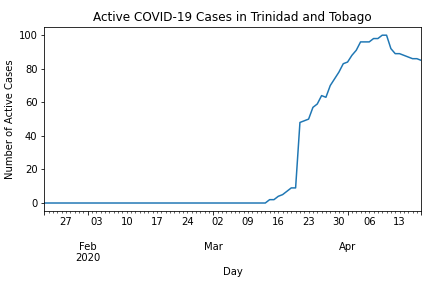 Active COVID-19 Cases in Trinidad and Tobago
Number of Active Cases
100
80
60
40
20
0
27 03 10 17 24 02 09 16 23 30 06 13
Feb Mar Apr
2020
Day